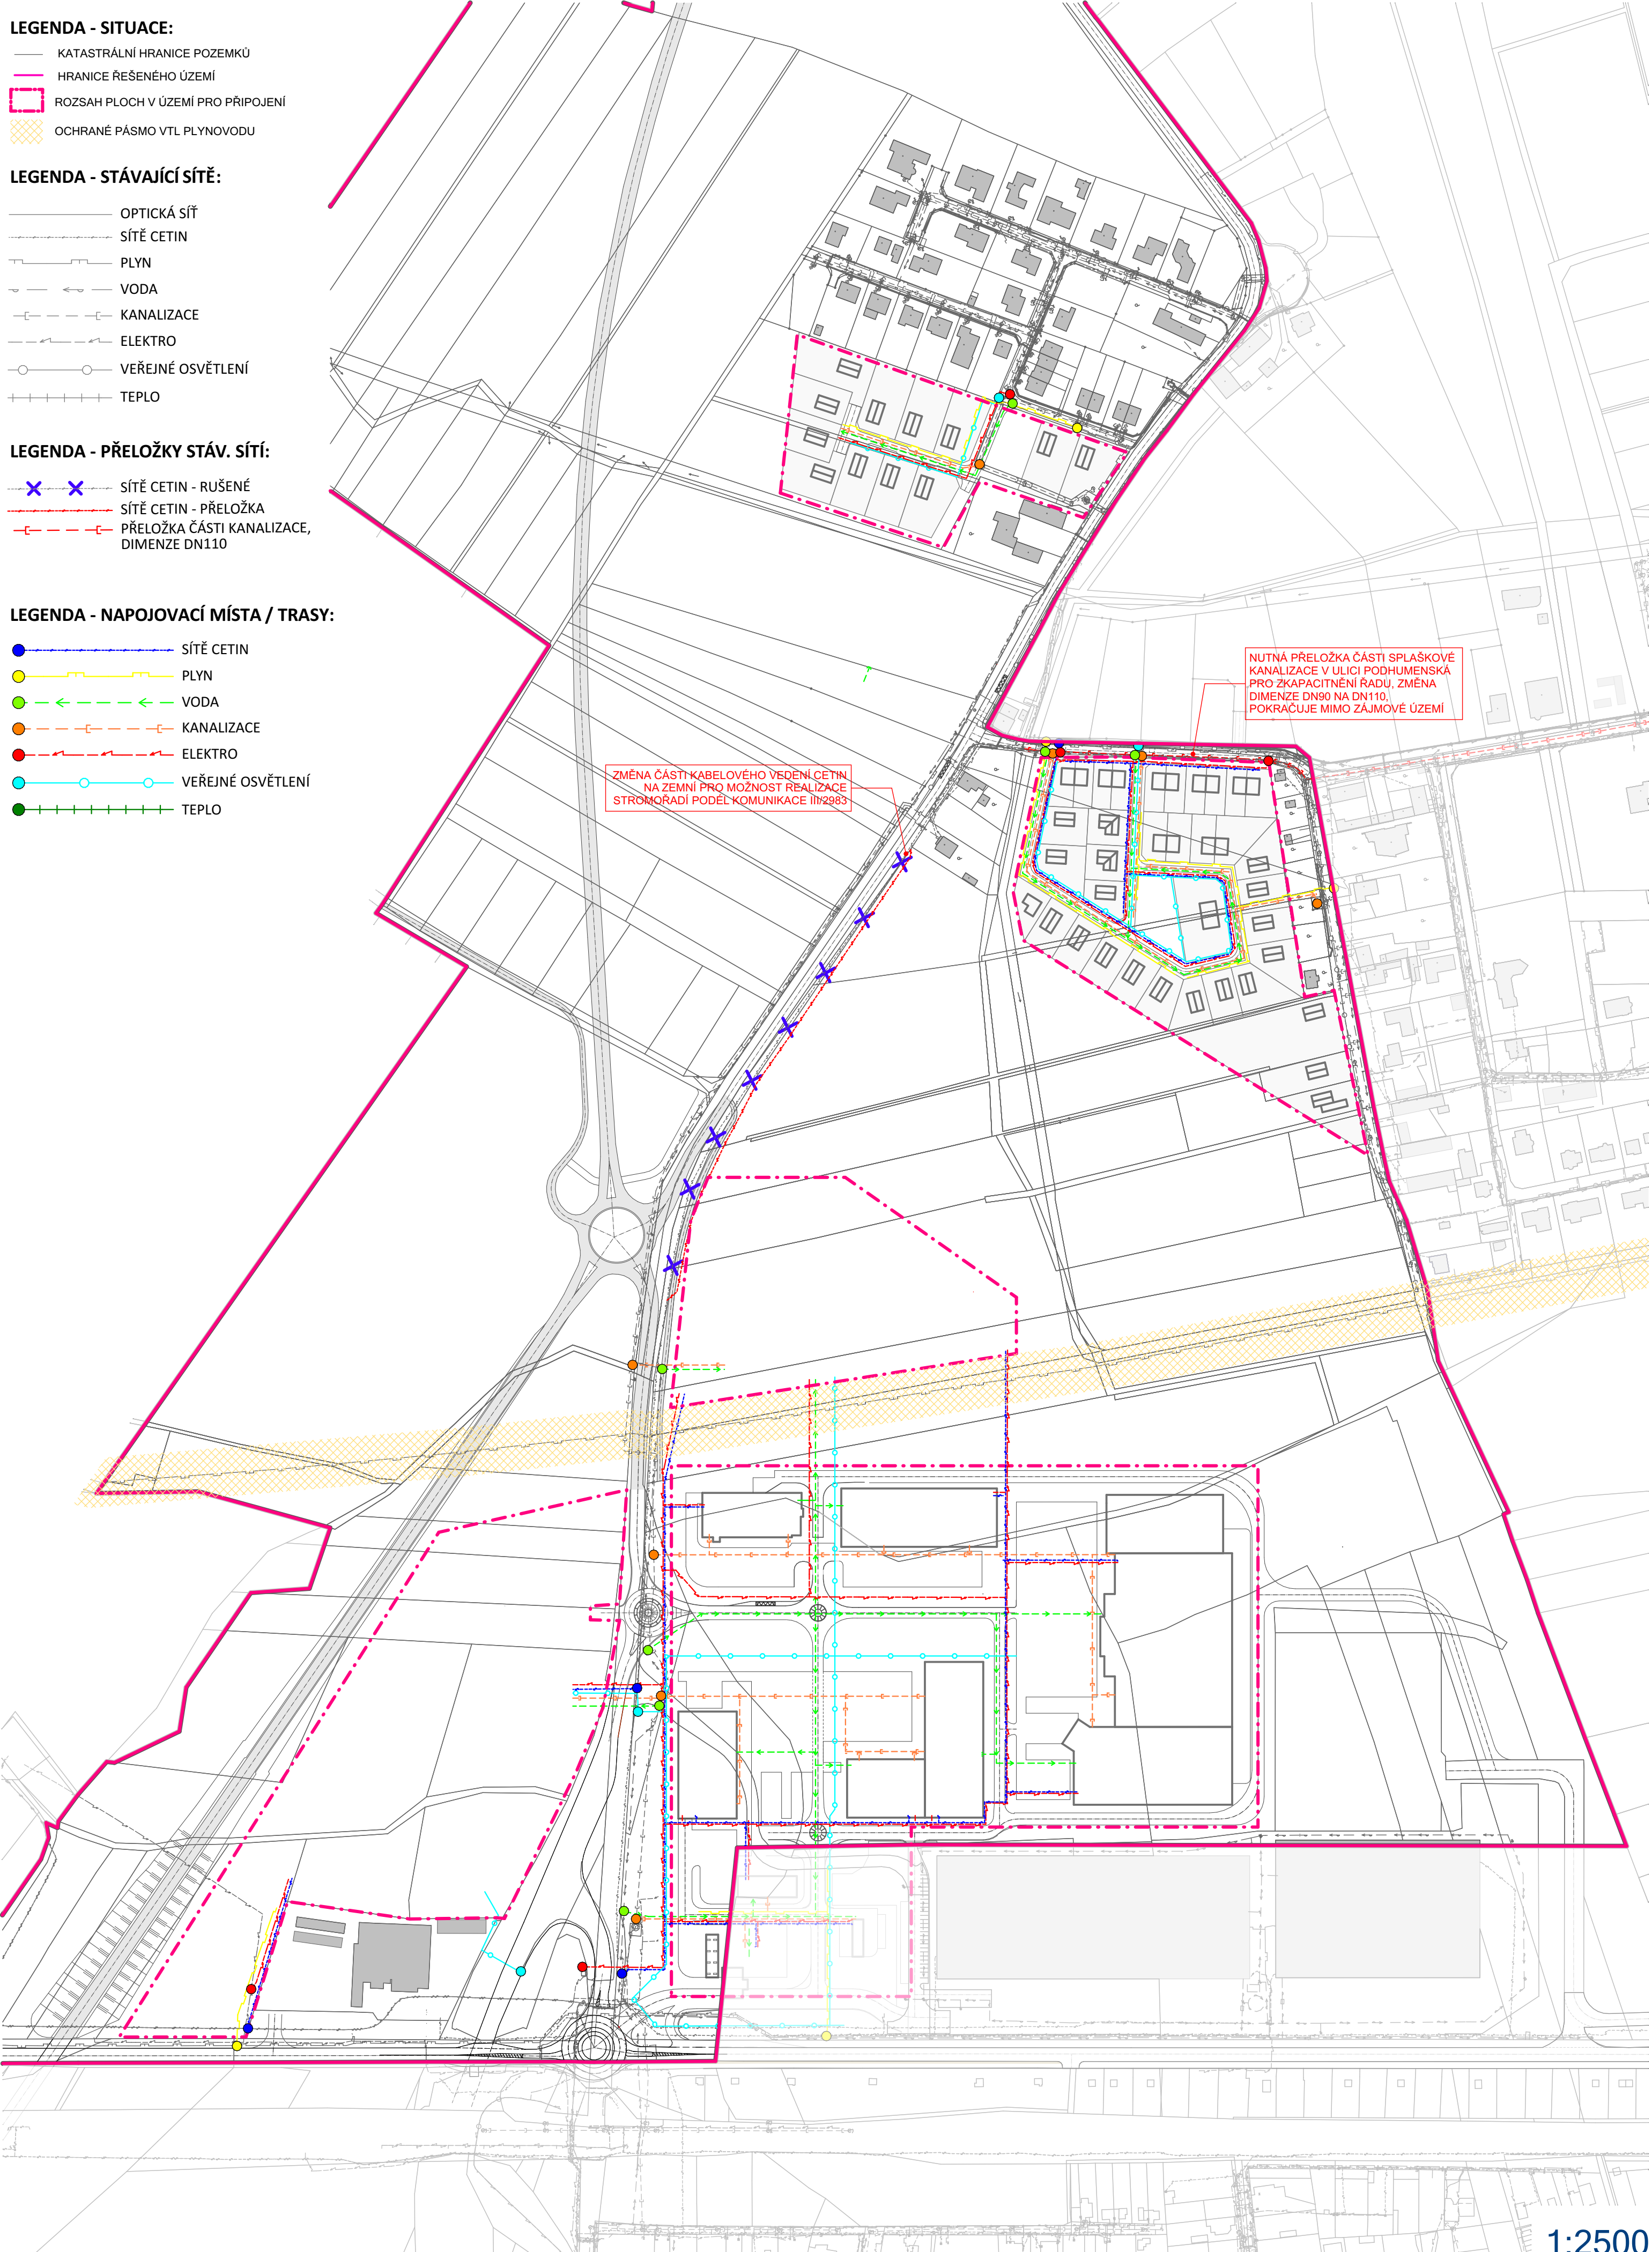 LEGENDA - SITUACE:
KATASTRÁLNÍ HRANICE POZEMKŮ
HRANICE ŘEŠENÉHO ÚZEMÍ
ROZSAH PLOCH V ÚZEMÍ PRO PŘIPOJENÍ
OCHRANÉ PÁSMO VTL PLYNOVODU
LEGENDA - STÁVAJÍCÍ SÍTĚ:
OPTICKÁ SÍŤ
SÍTĚ CETIN
PLYN
VODA
KANALIZACE
ELEKTRO
VEŘEJNÉ OSVĚTLENÍ
TEPLO
LEGENDA - PŘELOŽKY STÁV. SÍTÍ:
SÍTĚ CETIN - RUŠENÉ
SÍTĚ CETIN - PŘELOŽKA
PŘELOŽKA ČÁSTI KANALIZACE,
DIMENZE DN110
LEGENDA - NAPOJOVACÍ MÍSTA / TRASY:
SÍTĚ CETIN
PLYN
VODA
KANALIZACE
ELEKTRO
VEŘEJNÉ OSVĚTLENÍ
TEPLO
NUTNÁ PŘELOŽKA ČÁSTI SPLAŠKOVÉ
KANALIZACE V ULICI PODHUMENSKÁ
PRO ZKAPACITNĚNÍ ŘADU, ZMĚNA
DIMENZE DN90 NA DN110,
POKRAČUJE MIMO ZÁJMOVÉ ÚZEMÍ
ZMĚNA ČÁSTI KABELOVÉHO VEDENÍ CETIN
NA ZEMNÍ PRO MOŽNOST REALIZACE
STROMOŘADÍ PODÉL KOMUNIKACE III/2983
1:2500